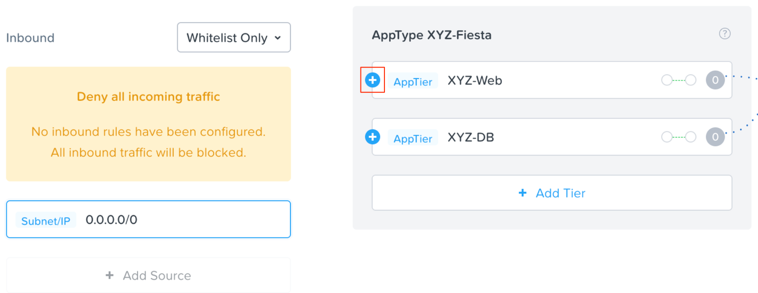 Inbound
Whitelist Only
Deny all incoming traffic
No inbound rules have been configured.
All inbound traffic will be blocked.
Subnet/IP 0.0.0.0/0
+ Add Source
AppType XYZ-Fiesta
?
+ AppTier XYZ-Web 0
+ AppTier XYZ-DB 0
+ Add Tier